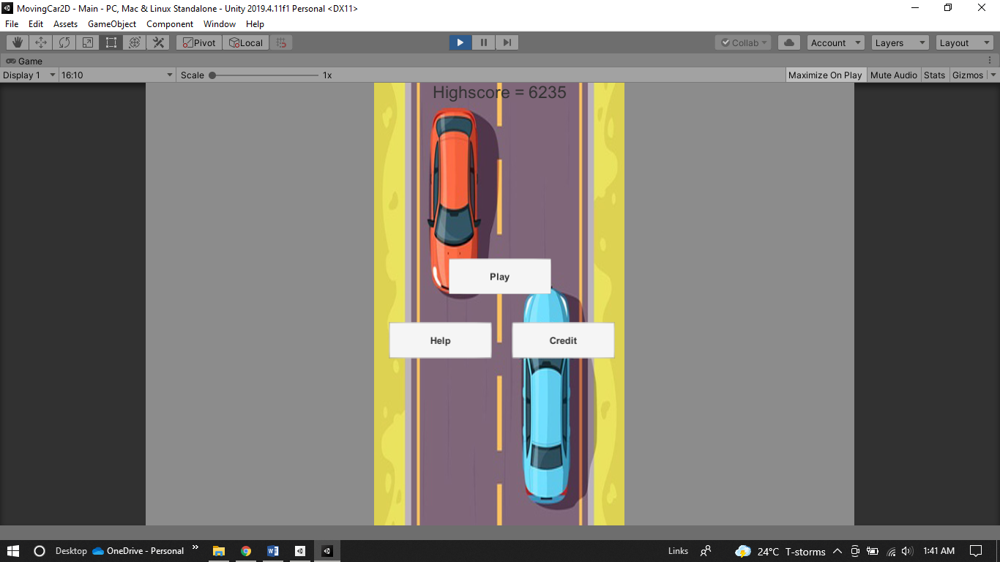 MovingCar2D - Main - PC, Mac & Linux Standalone - Unity 2019.4.11f1 Personal <DX11>
File Edit Assets GameObject Component Window Help
Pivot Local Collab Account Layers Layout
Game
Display 1 16:10 Scale 1x Maximize On Play Mute Audio Stats Gizmos
Highscore = 6235
Play
Help Credit
Desktop OneDrive - Personal » Links 24°C T-storms 1:41 AM